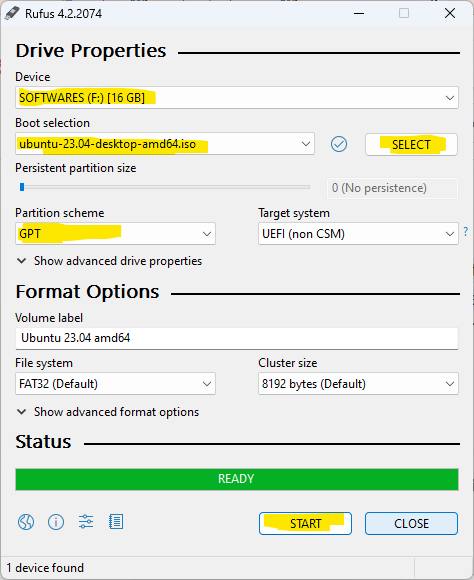 Rufus 4.2.2074
Drive Properties
Device
SOFTWARES (F:) [16 GB]
Boot selection
ubuntu-23.04-desktop-amd64.iso
SELECT
Persistent partition size
0 (No persistence)
Partition scheme
Target system
GPT
UEFI (non CSM)
?
Show advanced drive properties
Format Options
Volume label
Ubuntu 23.04 amd64
File system
Cluster size
FAT32 (Default)
8192 bytes (Default)
Show advanced format options
Status
READY
START
CLOSE
1 device found